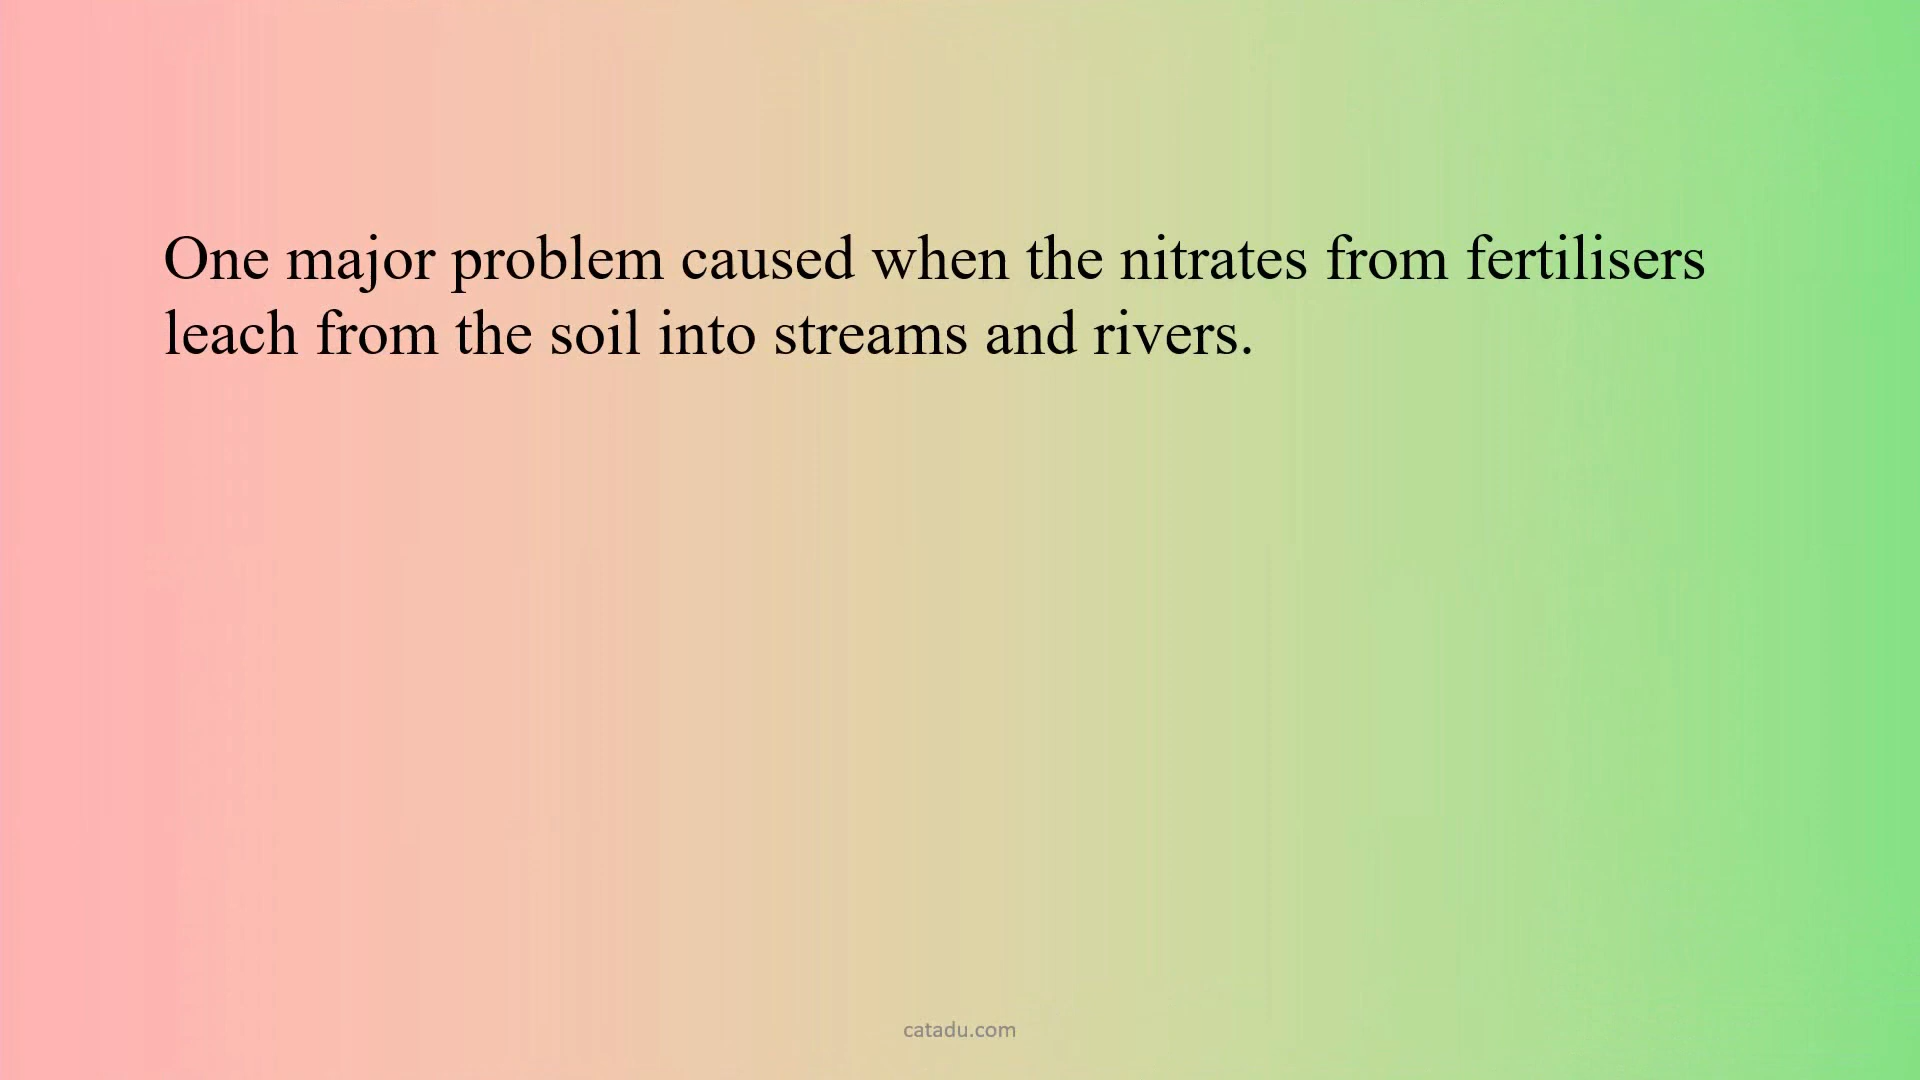 One major problem caused when the nitrates from fertilisers
leach from the soil into streams and rivers.
catadu.com